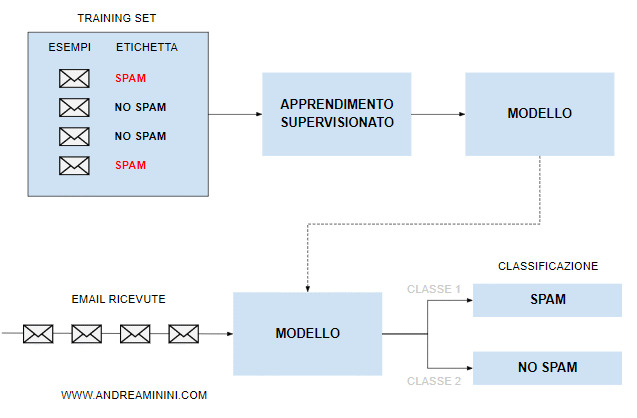 TRAINING SET
ESEMPI ETICHETTA
SPAM
NO SPAM
NO SPAM
SPAM
APPRENDIMENTO
SUPERVISIONATO
MODELLO
EMAIL RICEVUTE
MODELLO
CLASSIFICAZIONE
CLASSE 1
SPAM
NO SPAM
CLASSE 2
WWW.ANDREAMININI.COM